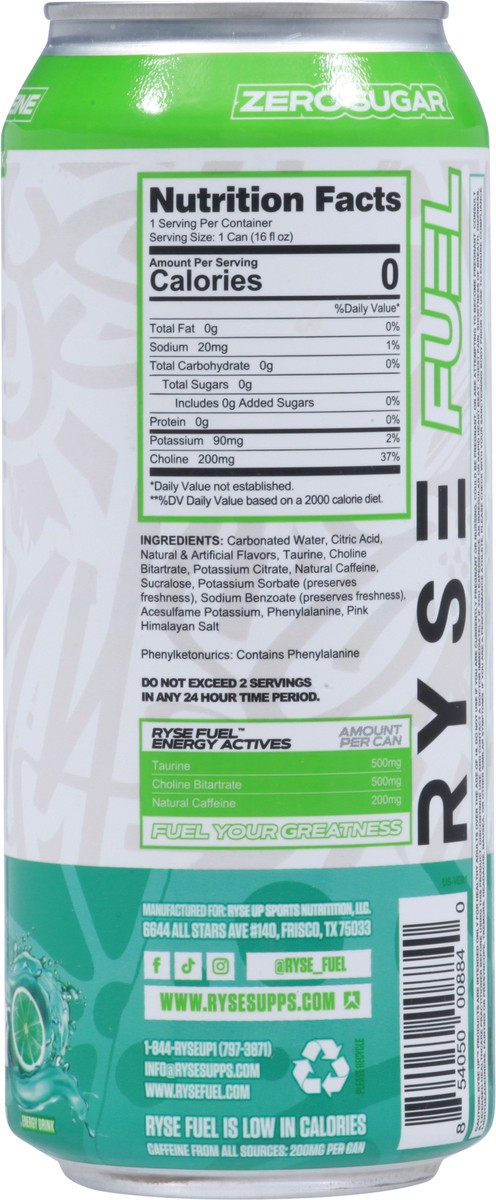 ZERO SUGAR
Nutrition Facts
1 Serving Per Container
Serving Size: 1 Can (16 fl oz)
Amount Per Serving
Calories 0
%Daily Value*
Total Fat 0g 0%
Sodium 20mg 1%
Total Carbohydrate 0g 0%
Total Sugars 0g
Includes 0g Added Sugars 0%
Protein 0g 0%
Potassium 90mg 2%
Choline 200mg 37%
*Daily Value not established.
**%DV Daily Value based on a 2000 calorie diet.
INGREDIENTS: Carbonated Water, Citric Acid,
Natural & Artificial Flavors, Taurine, Choline
Bitartrate, Potassium Citrate, Natural Caffeine,
Sucralose, Potassium Sorbate (preserves
freshness), Sodium Benzoate (preserves freshness),
Acesulfame Potassium, Phenylalanine, Pink
Himalayan Salt
Phenylketonurics: Contains Phenylalanine
DO NOT EXCEED 2 SERVINGS
IN ANY 24 HOUR TIME PERIOD.
RYSE FUEL™ AMOUNT
ENERGY ACTIVES PER CAN
Taurine 500mg
Choline Bitartrate 500mg
Natural Caffeine 200mg
FUEL YOUR GREATNESS
RYSE FUEL
MANUFACTURED FOR: RYSE UP SPORTS NUTRITITION, LLC.
6644 ALL STARS AVE #140, FRISCO, TX 75033
@RYSE_FUEL
WWW.RYSESUPPS.COM
1-844-RYSEUP1 (797-3871)
INFO@RYSESUPPS.COM
WWW.RYSEFUEL.COM
PLEASE RECYCLE
RYSE FUEL IS LOW IN CALORIES
CAFFEINE FROM ALL SOURCES: 200MG PER CAN
ENERGY DRINK
8 54050 00884 0